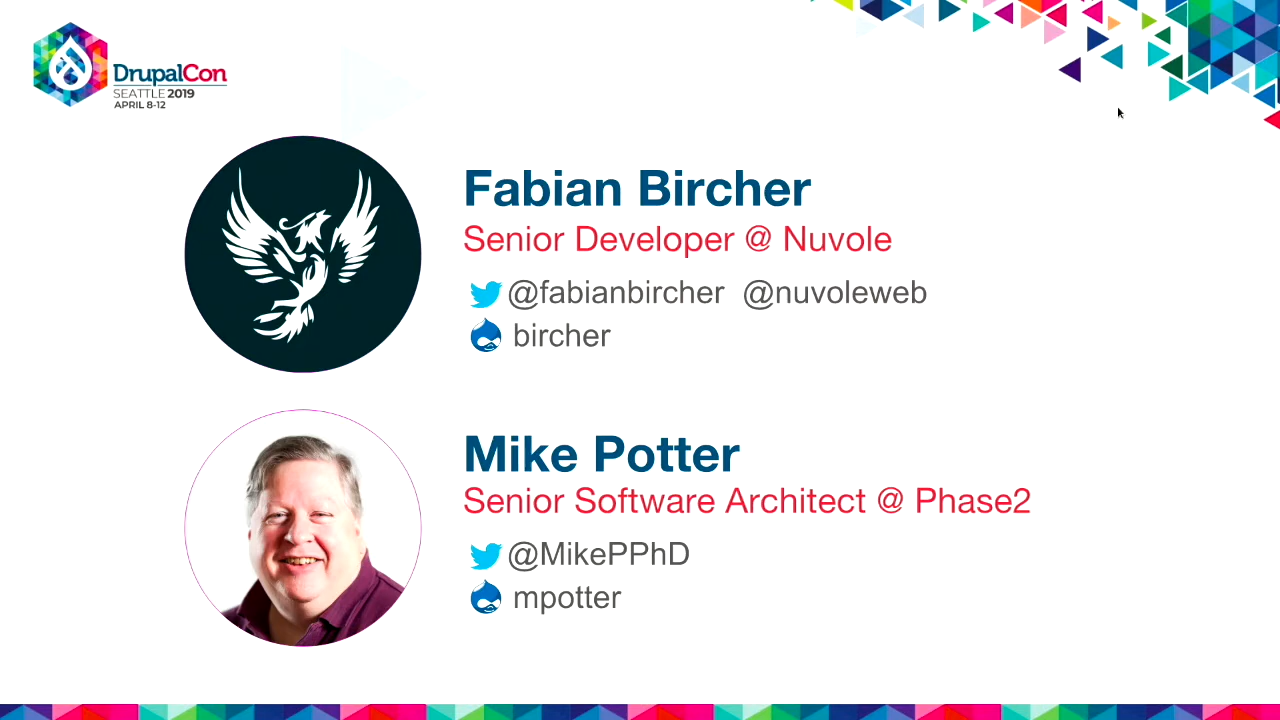 DrupalCon
SEATTLE 2019
APRIL 8-12
Fabian Bircher
Senior Developer @ Nuvole
@fabianbircher @nuvoleweb
bircher
Mike Potter
Senior Software Architect @ Phase2
@MikePPhD
mpotter